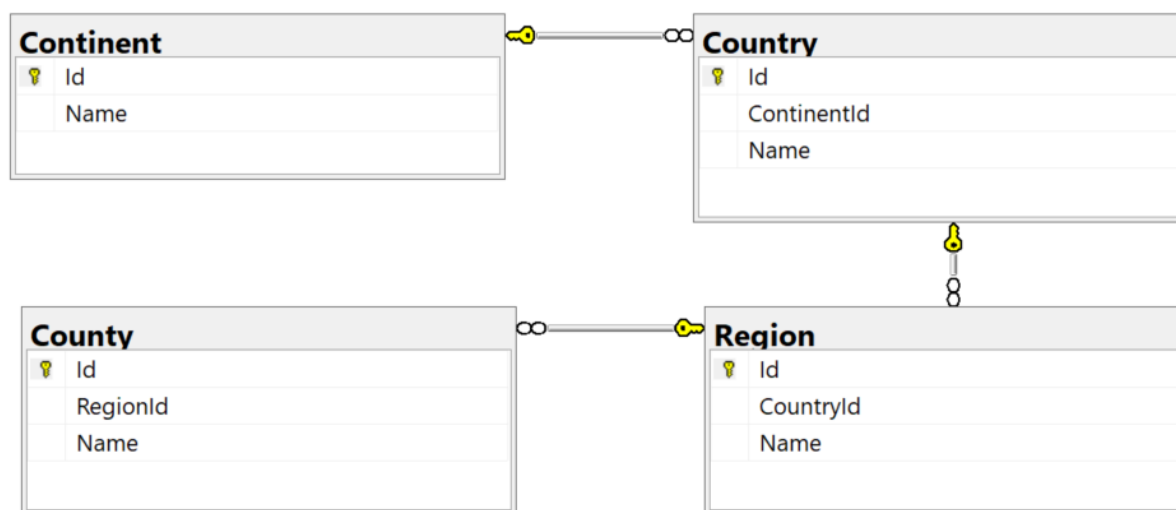 Continent
Id
Name
Country
Id
ContinentId
Name
County
Id
RegionId
Name
Region
Id
CountryId
Name